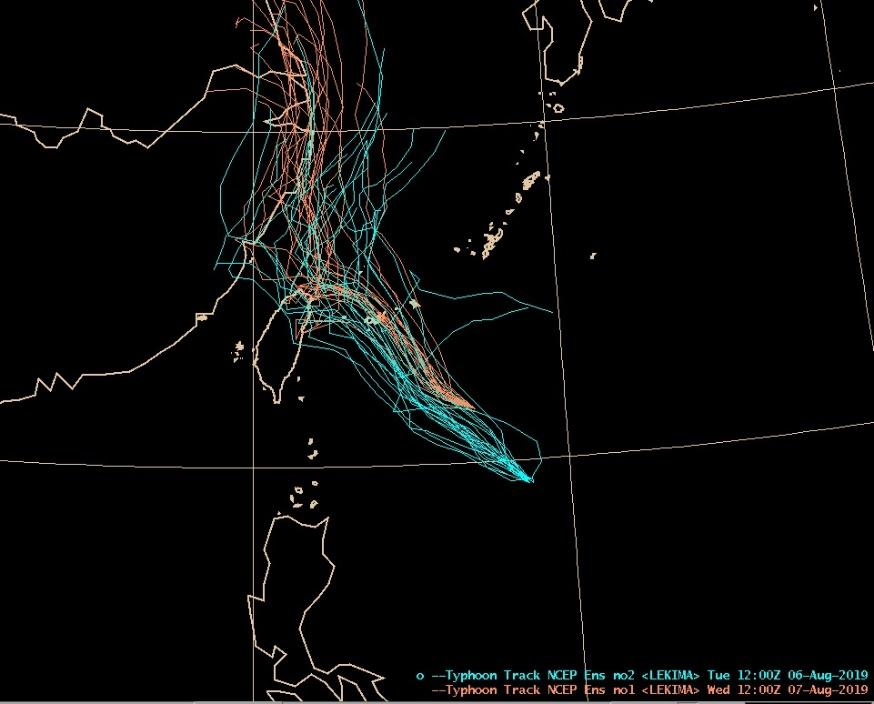 o --Typhoon Track NCEP Ens no2 <LEKIMA> Tue 12:00Z 06-Aug-2019
--Typhoon Track NCEP Ens no1 <LEKIMA> Wed 12:00Z 07-Aug-2019